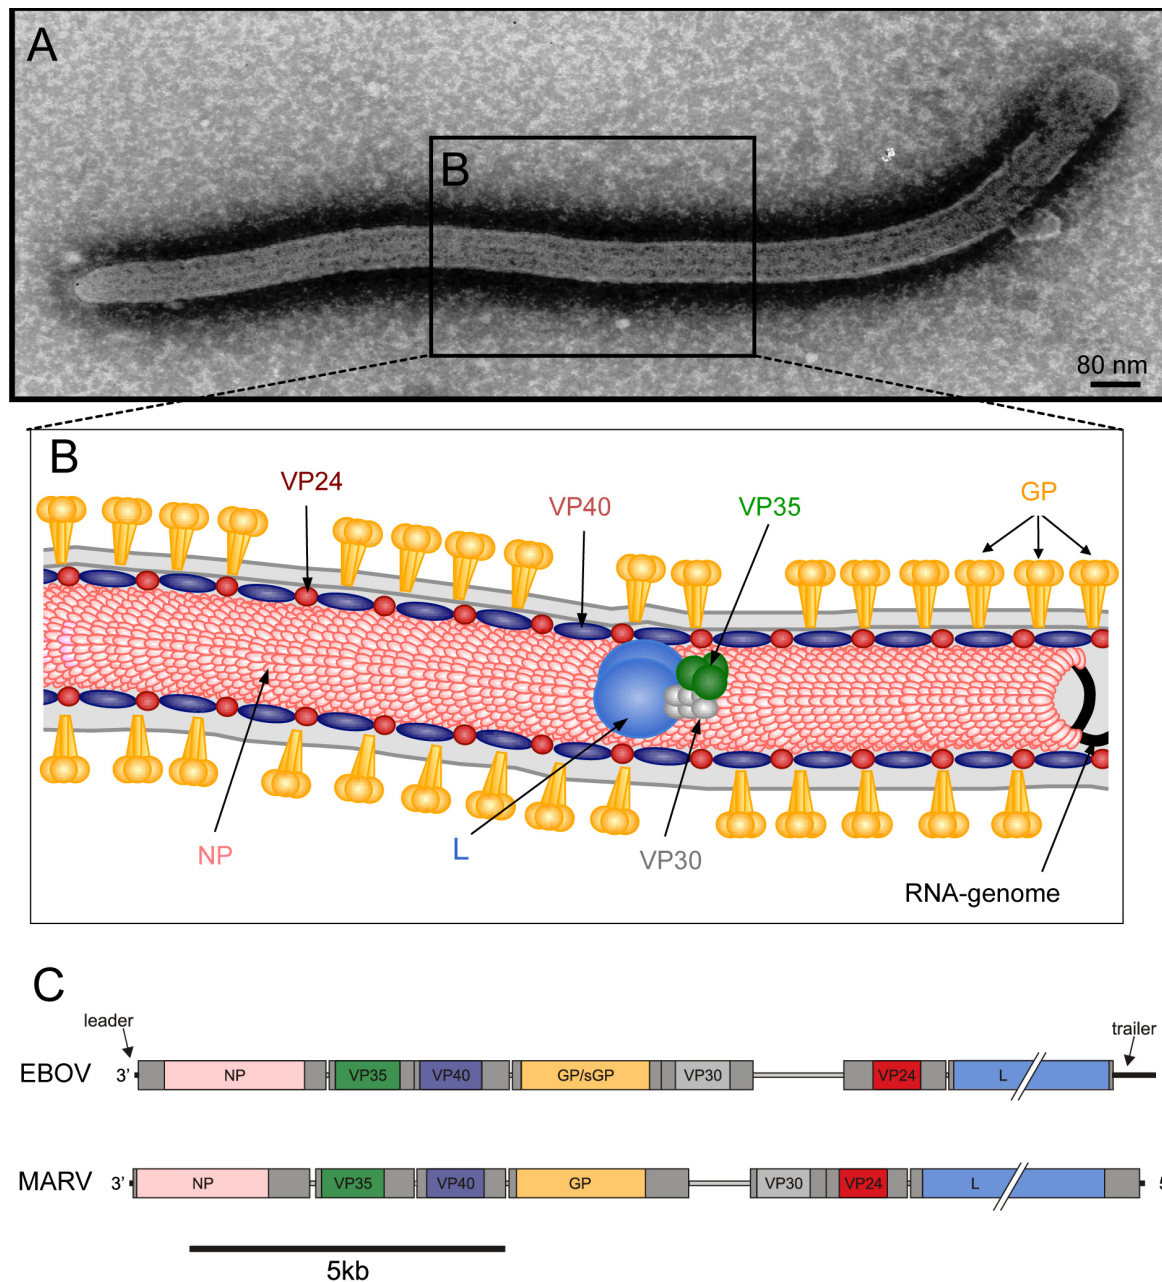 A
B
80 nm
B
VP24
VP40
VP35
GP
NP
L
VP30
RNA-genome
C
leader
trailer
EBOV 3’ NP VP35 VP40 GP/sGP VP30 VP24 L
MARV 3’ NP VP35 VP40 GP VP30 VP24 L
5kb